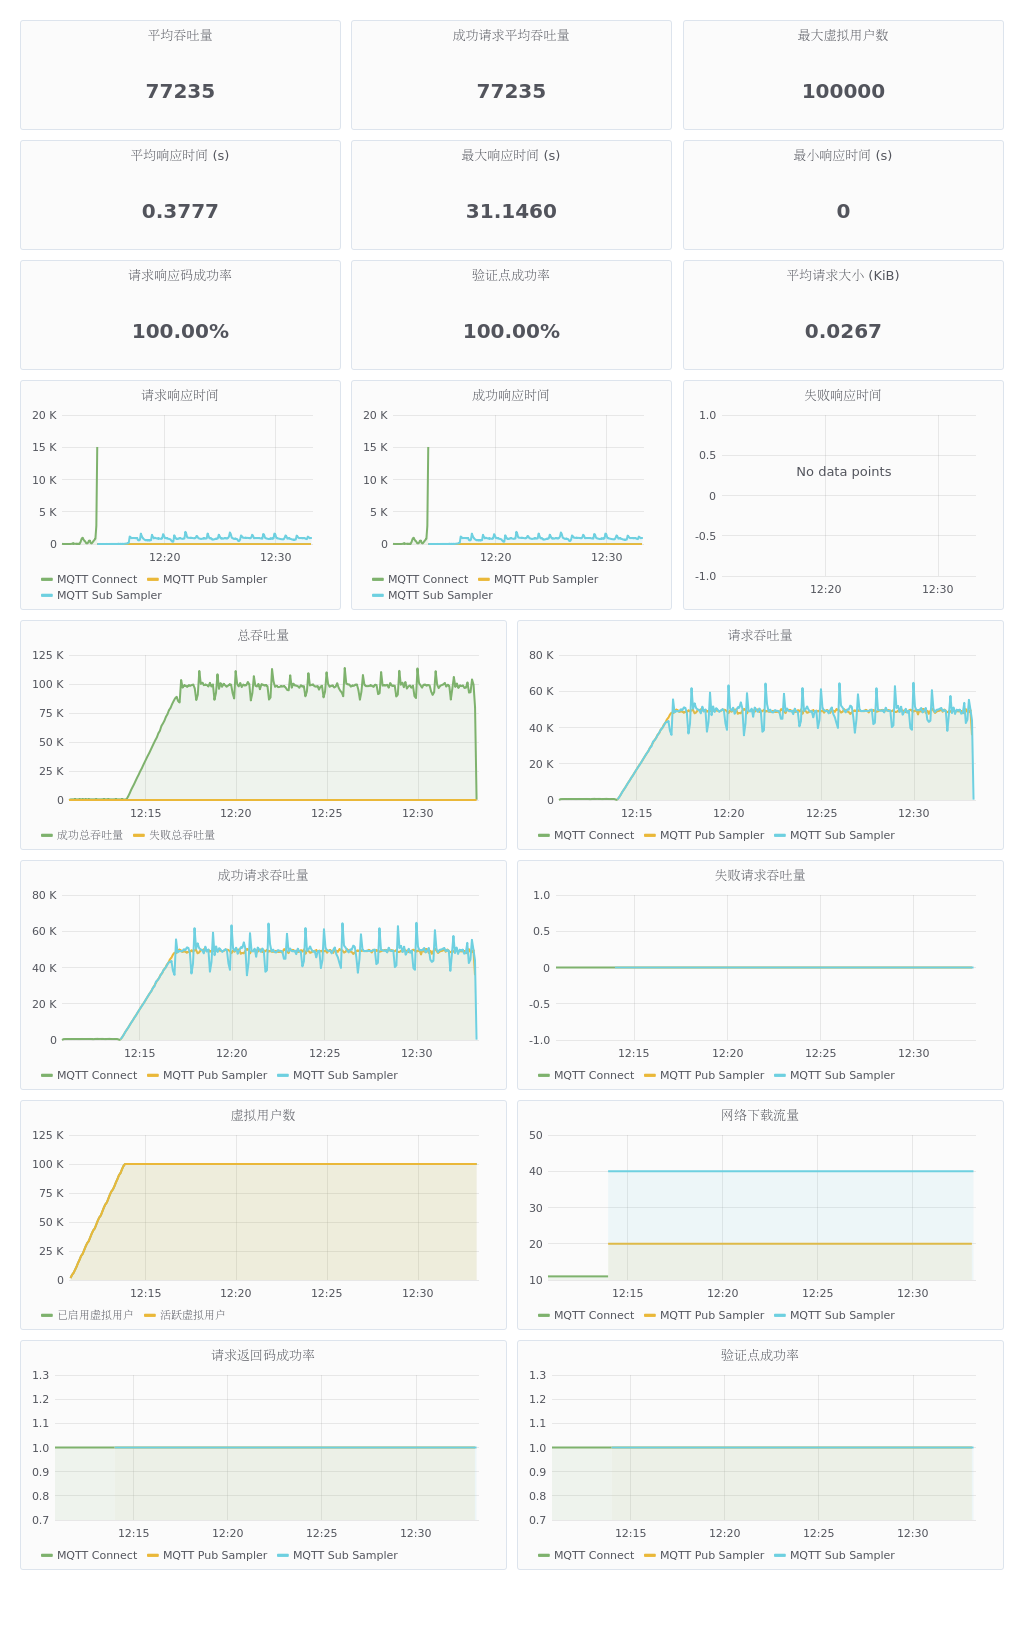 平均吞吐量
77235
成功请求平均吞吐量
77235
最大虚拟用户数
100000
平均响应时间 (s)
0.3777
最大响应时间 (s)
31.1460
最小响应时间 (s)
0
请求响应码成功率
100.00%
验证点成功率
100.00%
平均请求大小 (KiB)
0.0267
请求响应时间
20 K
15 K
10 K
5 K
0
12:20 12:30
MQTT Connect MQTT Pub Sampler
MQTT Sub Sampler
成功响应时间
20 K
15 K
10 K
5 K
0
12:20 12:30
MQTT Connect MQTT Pub Sampler
MQTT Sub Sampler
失败响应时间
1.0
0.5
No data points
0
-0.5
-1.0
12:20 12:30
总吞吐量
125 K
100 K
75 K
50 K
25 K
0
12:15 12:20 12:25 12:30
成功总吞吐量 失败总吞吐量
请求吞吐量
80 K
60 K
40 K
20 K
0
12:15 12:20 12:25 12:30
MQTT Connect MQTT Pub Sampler MQTT Sub Sampler
成功请求吞吐量
80 K
60 K
40 K
20 K
0
12:15 12:20 12:25 12:30
MQTT Connect MQTT Pub Sampler MQTT Sub Sampler
失败请求吞吐量
1.0
0.5
0
-0.5
-1.0
12:15 12:20 12:25 12:30
MQTT Connect MQTT Pub Sampler MQTT Sub Sampler
虚拟用户数
125 K
100 K
75 K
50 K
25 K
0
12:15 12:20 12:25 12:30
已启用虚拟用户 活跃虚拟用户
网络下载流量
50
40
30
20
10
12:15 12:20 12:25 12:30
MQTT Connect MQTT Pub Sampler MQTT Sub Sampler
请求返回码成功率
1.3
1.2
1.1
1.0
0.9
0.8
0.7
12:15 12:20 12:25 12:30
MQTT Connect MQTT Pub Sampler MQTT Sub Sampler
验证点成功率
1.3
1.2
1.1
1.0
0.9
0.8
0.7
12:15 12:20 12:25 12:30
MQTT Connect MQTT Pub Sampler MQTT Sub Sampler